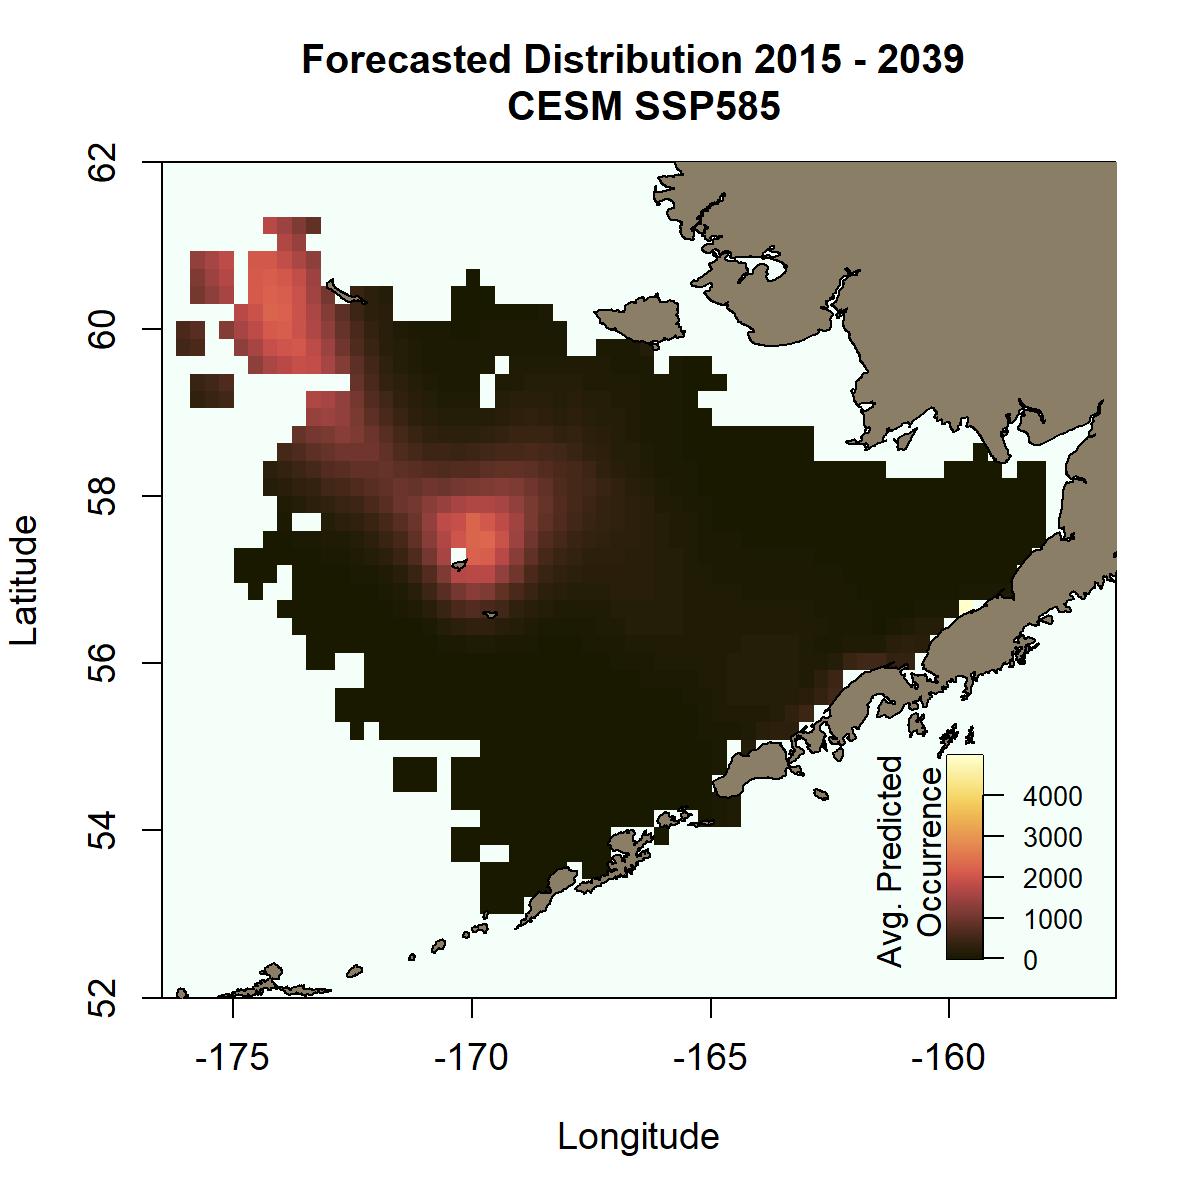 Forecasted Distribution 2015 - 2039
CESM SSP585
Latitude
62
60
58
56
54
52
-175
-170
-165
-160
Longitude
Avg. Predicted
Occurrence
4000
3000
2000
1000
0